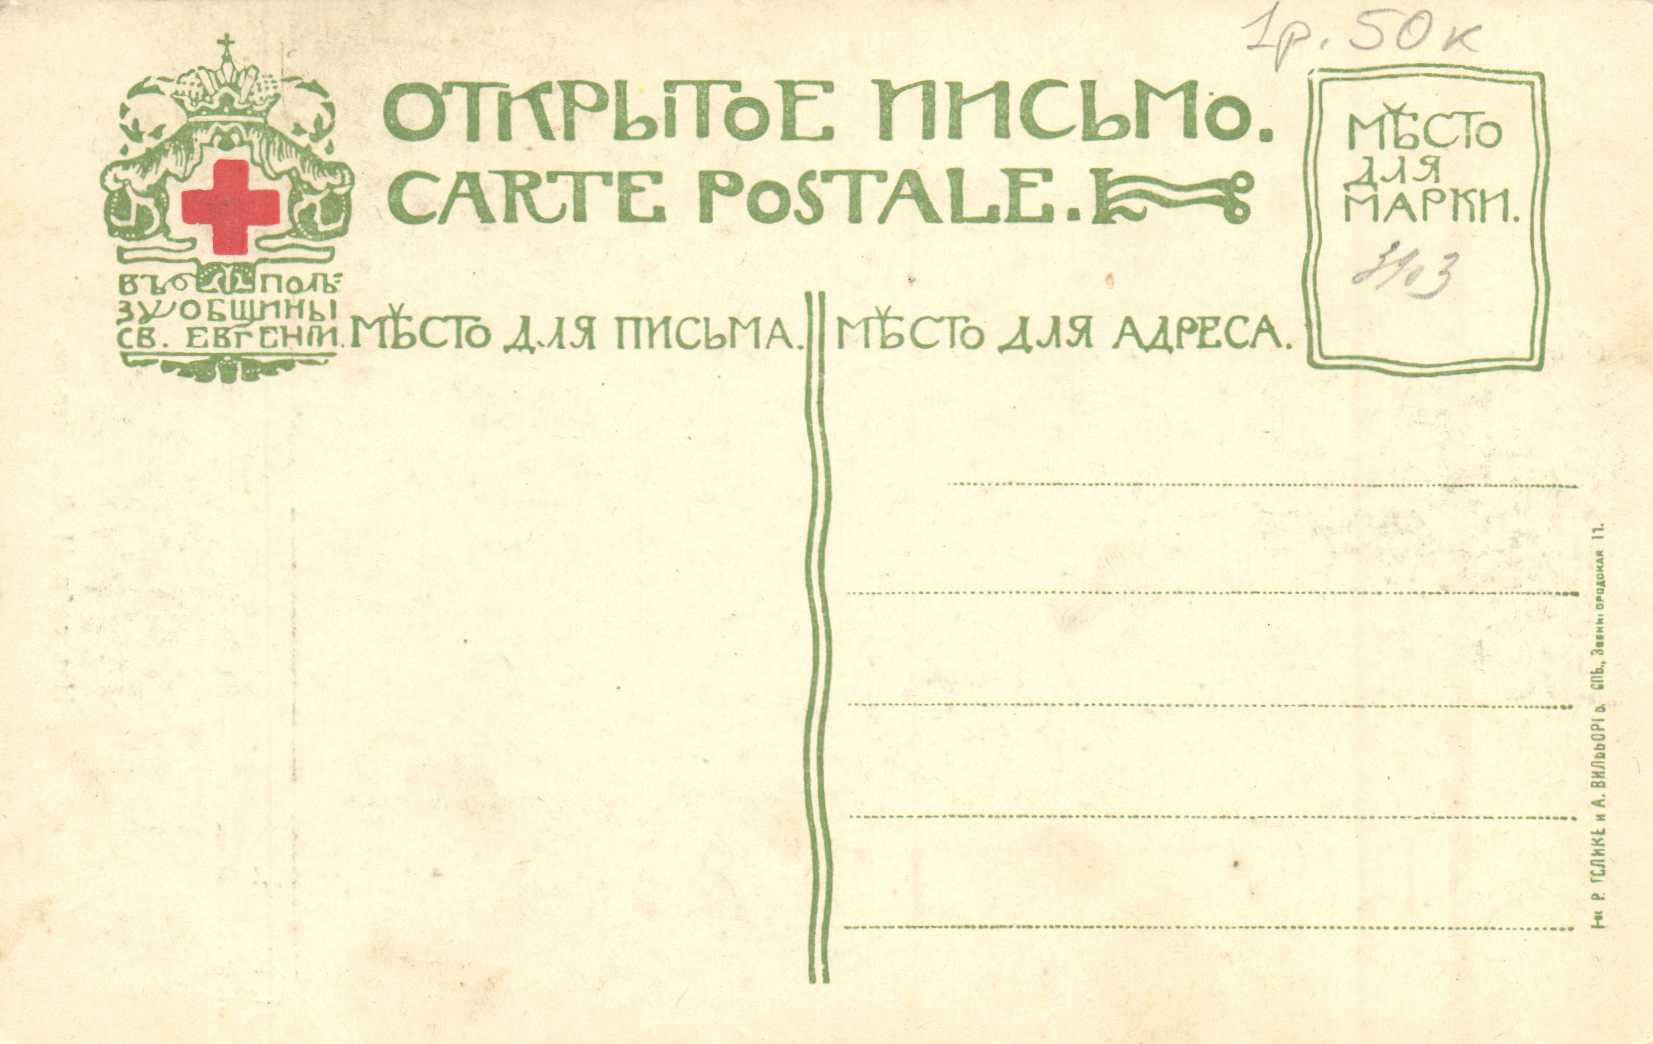 1р. 50к
ОТКРЫТОЕ ПИСЬМО.
CARTE POSTALE.
МѢСТО
ДЛЯ
МАРКИ.
ВЪ ПОЛЬ=
ЗУ ОБЩИНЫ
СВ. ЕВГЕНІИ.
МѢСТО ДЛЯ ПИСЬМА.
МѢСТО ДЛЯ АДРЕСА.
Т-во Р. ГОЛИКЕ и А. ВИЛЬБОРГЪ. СПБ., Звенигородская 11.